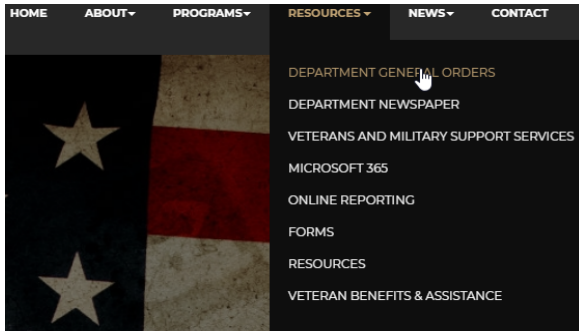 HOME ABOUT PROGRAMS RESOURCES NEWS CONTACT
DEPARTMENT GENERAL ORDERS
DEPARTMENT NEWSPAPER
VETERANS AND MILITARY SUPPORT SERVICES
MICROSOFT 365
ONLINE REPORTING
FORMS
RESOURCES
VETERAN BENEFITS & ASSISTANCE